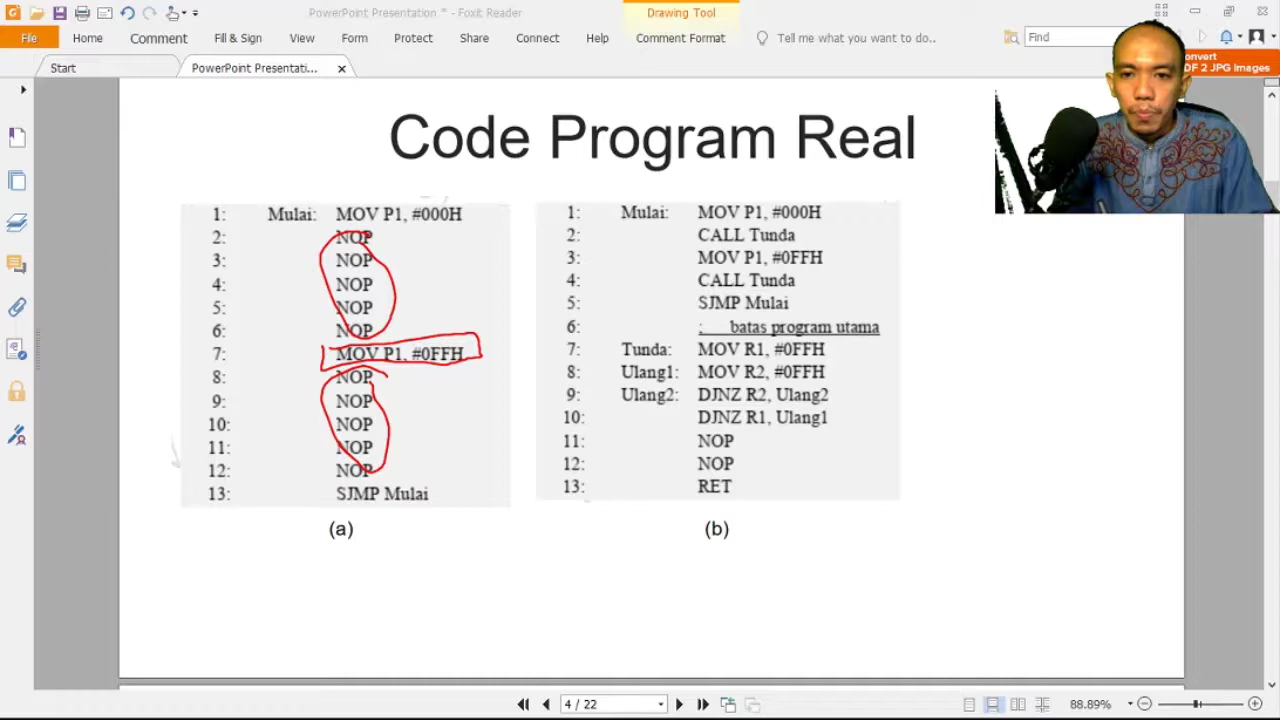 PowerPoint Presentation * - Foxit Reader
Drawing Tool
File Home Comment Fill & Sign View Form Protect Share Connect Help Comment Format Tell me what you want to do.. Find
onvert
DF 2 JPG Images
Start PowerPoint Presentati... ×
Code Program Real
1: Mulai: MOV P1, #000H
2: NOP
3: NOP
4: NOP
5: NOP
6: NOP
7: MOV P1, #0FFH
8: NOP
9: NOP
10: NOP
11: NOP
12: NOP
13: SJMP Mulai
(a)
1: Mulai: MOV P1, #000H
2: CALL Tunda
3: MOV P1, #0FFH
4: CALL Tunda
5: SJMP Mulai
6: ; batas program utama
7: Tunda: MOV R1, #0FFH
8: Ulang1: MOV R2, #0FFH
9: Ulang2: DJNZ R2, Ulang2
10: DJNZ R1, Ulang1
11: NOP
12: NOP
13: RET
(b)
4 / 22
88.89%